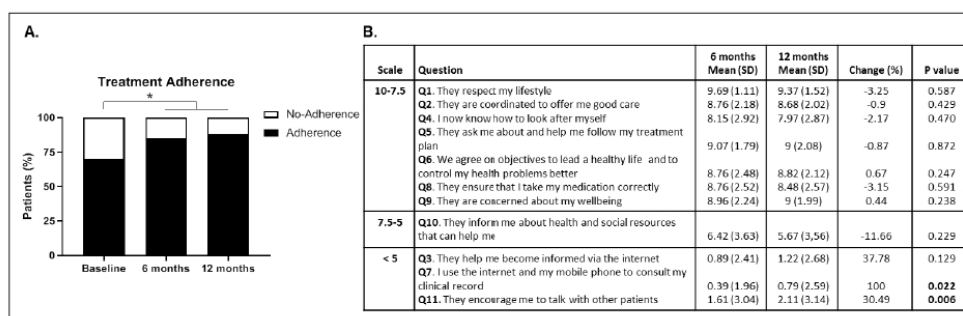 A.
Treatment Adherence
*
No-Adherence
Adherence
Patients (%)
100
75
50
25
0
Baseline 6 months 12 months
B.
Scale Question 6 months Mean (SD) 12 months Mean (SD) Change (%) P value
10-7.5 Q1. They respect my lifestyle 9.69 (1.11) 9.37 (1.52) -3.25 0.587
Q2. They are coordinated to offer me good care 8.76 (2.18) 8.68 (2.02) -0.9 0.429
Q4. I now know how to look after myself 8.15 (2.92) 7.97 (2.87) -2.17 0.470
Q5. They ask me about and help me follow my treatment
plan 9.07 (1.79) 9 (2.08) -0.87 0.872
Q6. We agree on objectives to lead a healthy life and to
control my health problems better 8.76 (2.48) 8.82 (2.12) 0.67 0.247
Q8. They ensure that I take my medication correctly 8.76 (2.52) 8.48 (2.57) -3.15 0.591
Q9. They are concerned about my wellbeing 8.96 (2.24) 9 (1.99) 0.44 0.238
7.5-5 Q10. They inform me about health and social resources
that can help me 6.42 (3.63) 5.67 (3,56) -11.66 0.229
< 5 Q3. They help me become informed via the internet 0.89 (2.41) 1.22 (2.68) 37.78 0.129
Q7. I use the internet and my mobile phone to consult my
clinical record 0.39 (1.96) 0.79 (2.59) 100 0.022
Q11. They encourage me to talk with other patients 1.61 (3.04) 2.11 (3.14) 30.49 0.006